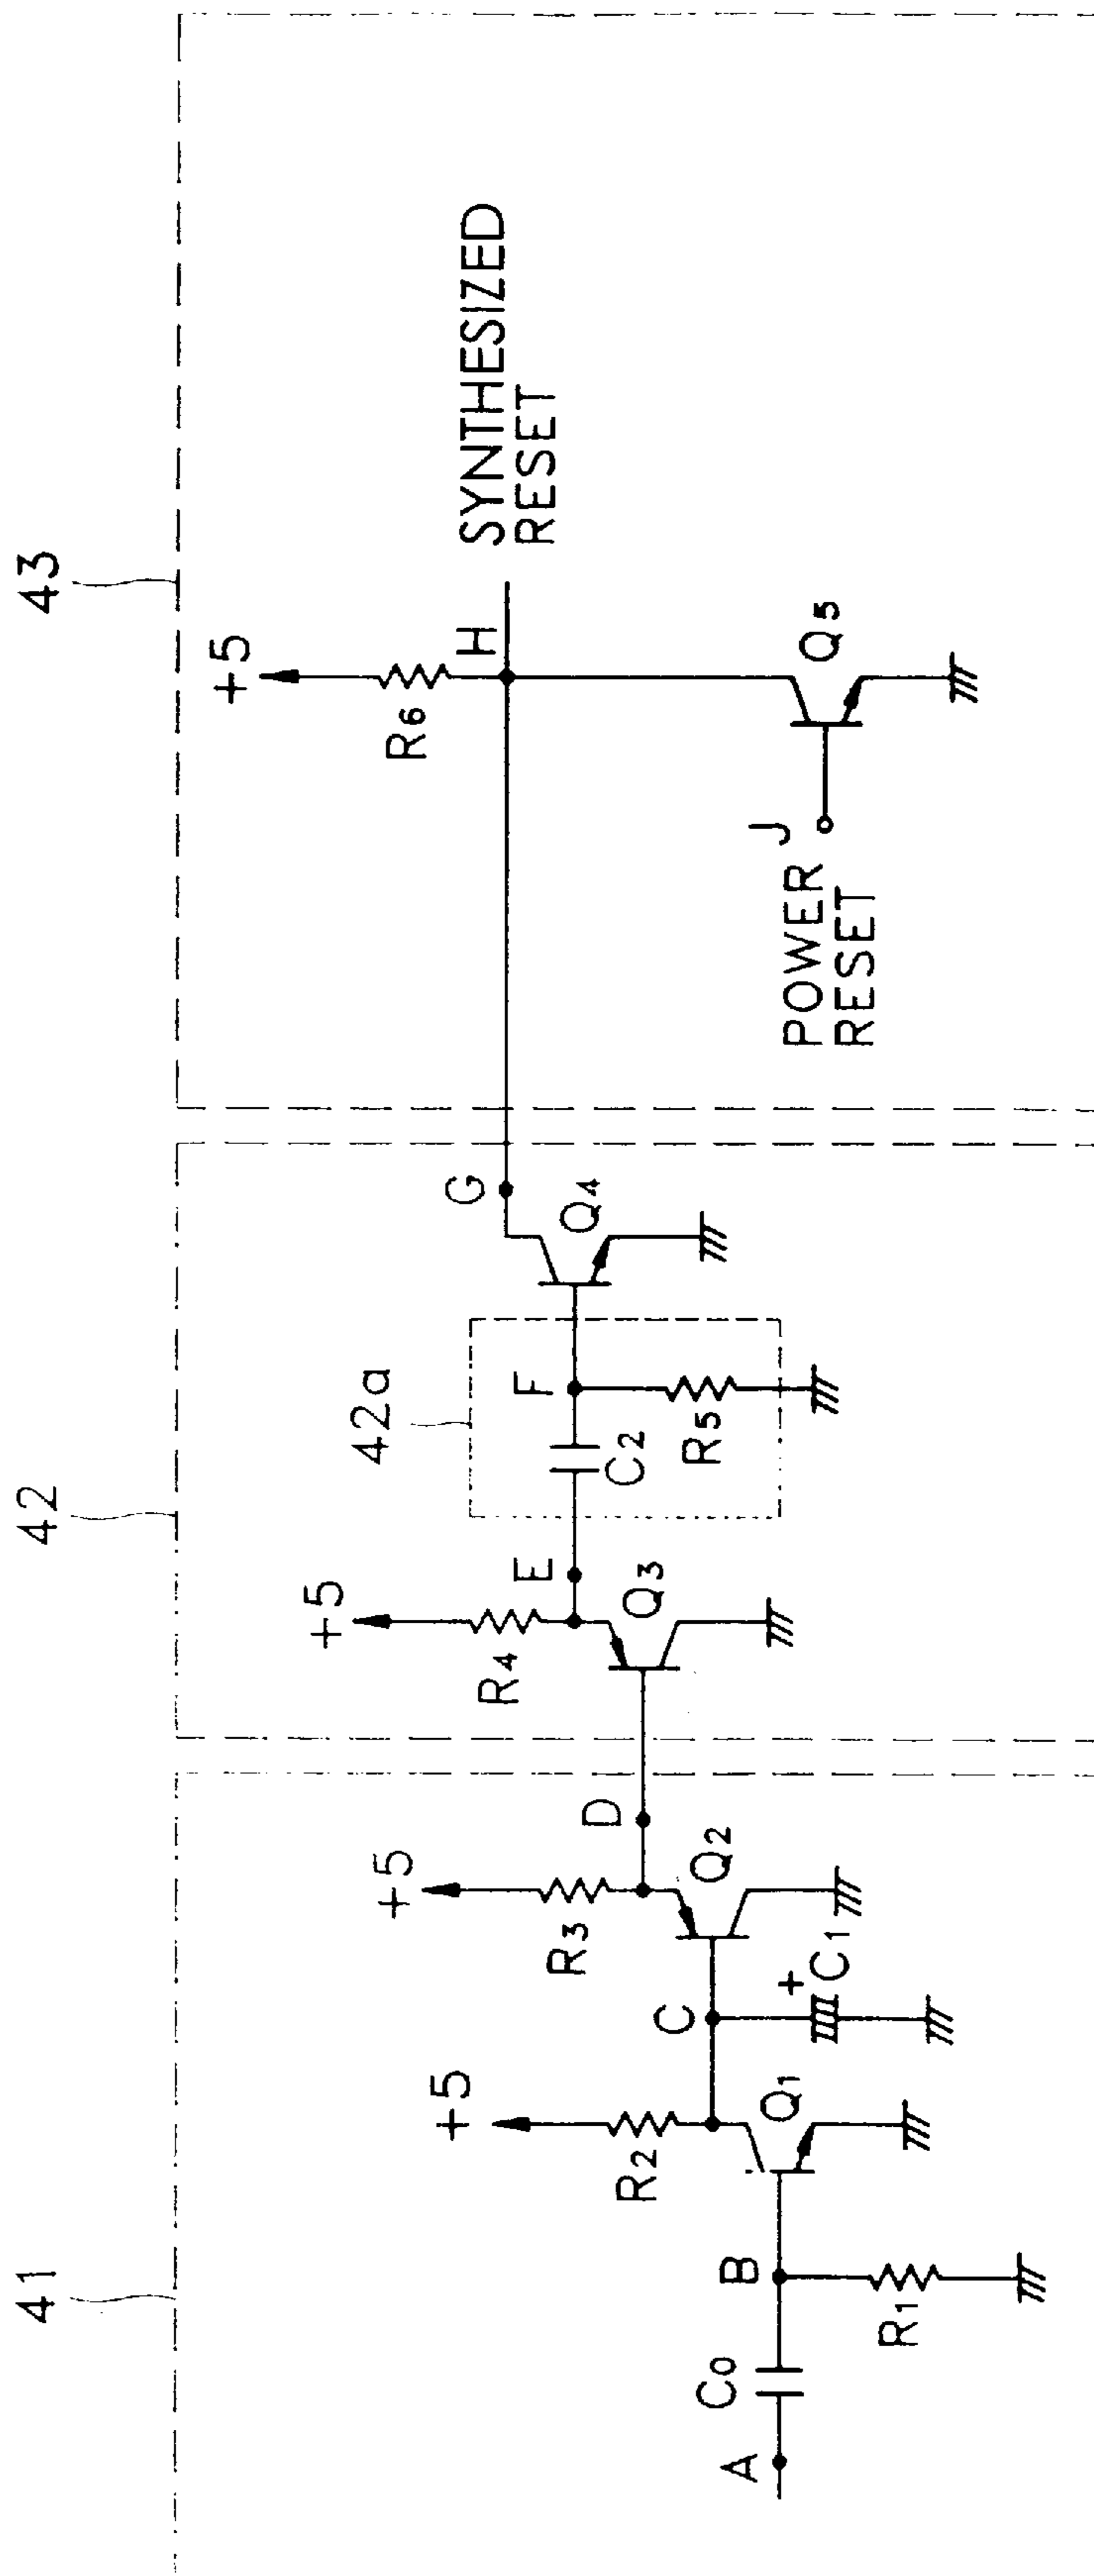 41
42
43
A
C0
B
R1
+5
R2
Q1
C
+
C1
+5
R3
Q2
D
+5
R4
Q3
E
42a
C2
F
R5
Q4
G
+5
R6
H
SYNTHESIZED
RESET
J
POWER
RESET
Q5